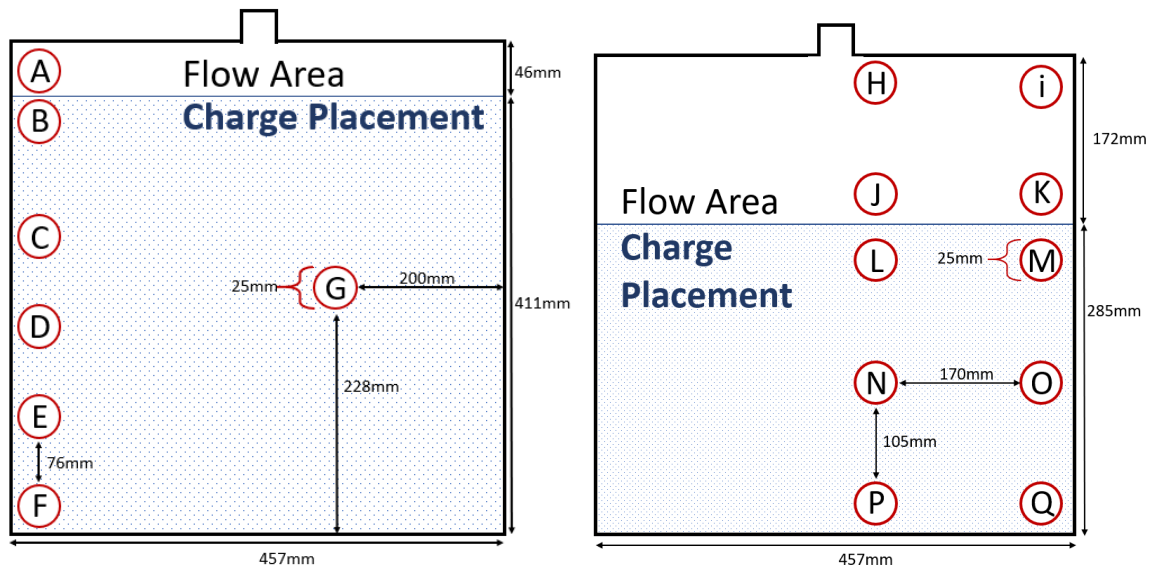 A
Flow Area
46mm
B
Charge Placement
C
25mm
G
200mm
411mm
D
228mm
E
76mm
F
457mm
H
i
172mm
J
K
Flow Area
Charge
Placement
L
25mm
M
285mm
N
170mm
O
105mm
P
Q
457mm